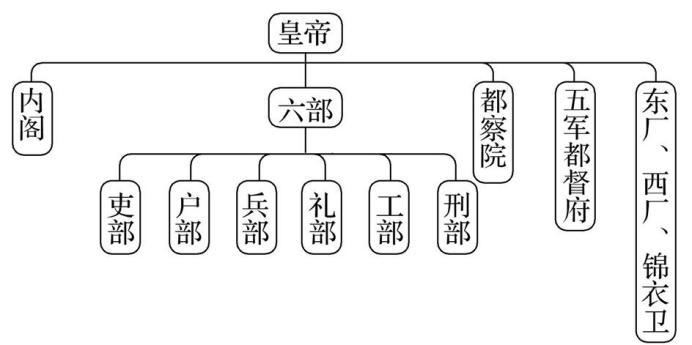 皇帝
内阁
六部
都察院
五军都督府
东厂、西厂、锦衣卫
吏部
户部
兵部
礼部
工部
刑部